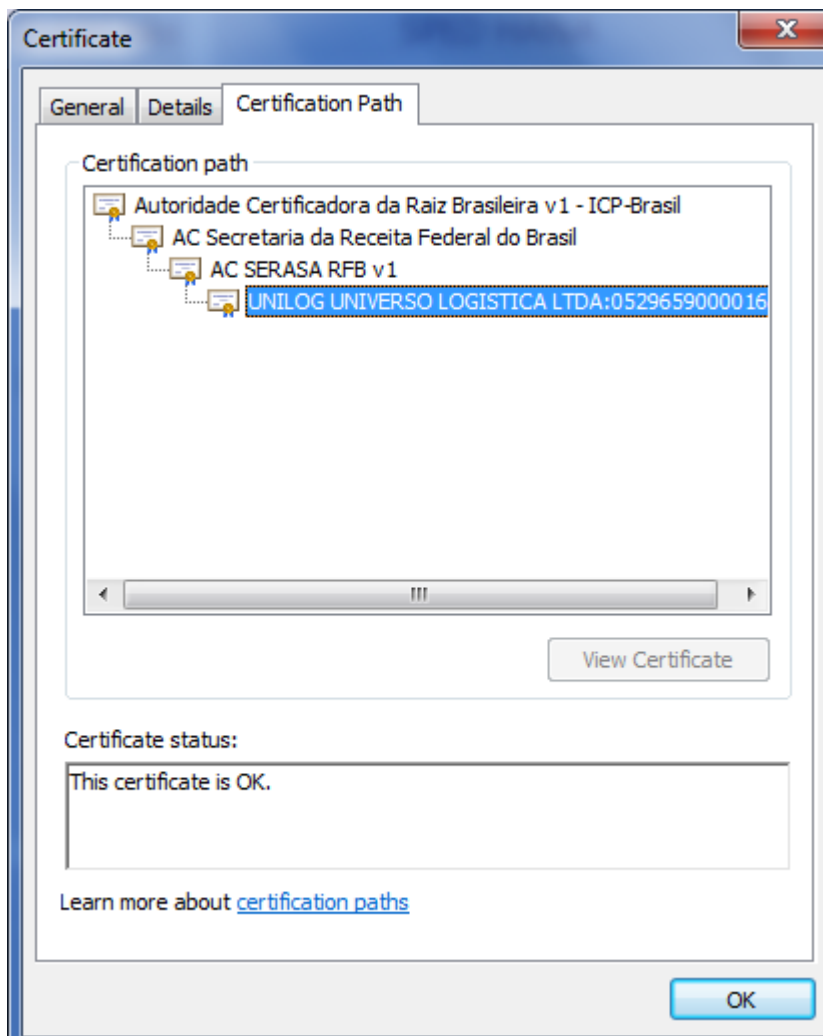 Certificate
General Details Certification Path
Certification path
Autoridade Certificadora da Raiz Brasileira v1 - ICP-Brasil
AC Secretaria da Receita Federal do Brasil
AC SERASA RFB v1
UNILOG UNIVERSO LOGISTICA LTDA:0529659000016
View Certificate
Certificate status:
This certificate is OK.
Learn more about certification paths
OK